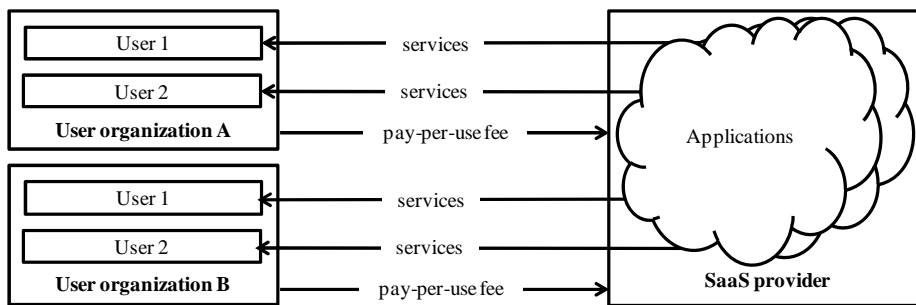 User 1
services
User 2
services
User organization A
pay-per-use fee
Applications
User 1
services
User 2
services
User organization B
pay-per-use fee
SaaS provider